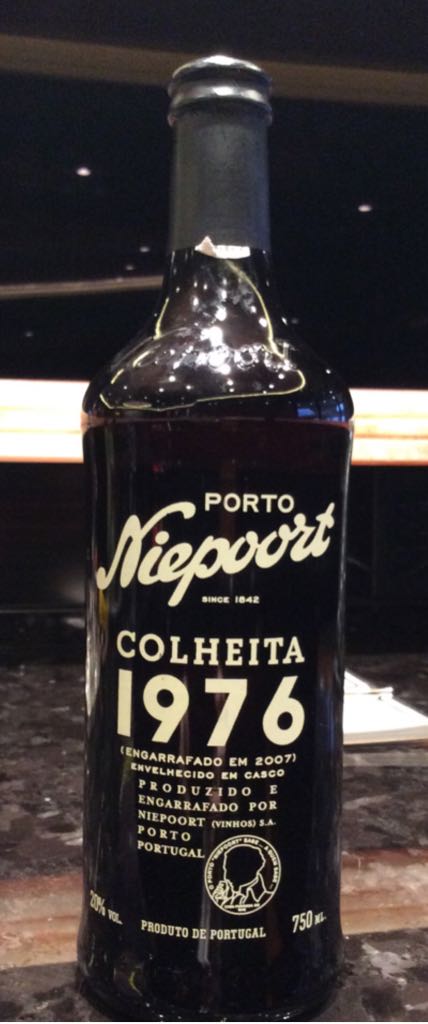 PORTO
Niepoort
SINCE 1842
COLHEITA
1976
(ENGARRAFADO EM 2007)
ENVELHECIDO EM CASCO
PRODUZIDO E
ENGARRAFADO POR
NIEPOORT (VINHOS) S.A.
PORTO
PORTUGAL
20% VOL.
PRODUTO DE PORTUGAL
750 ML.